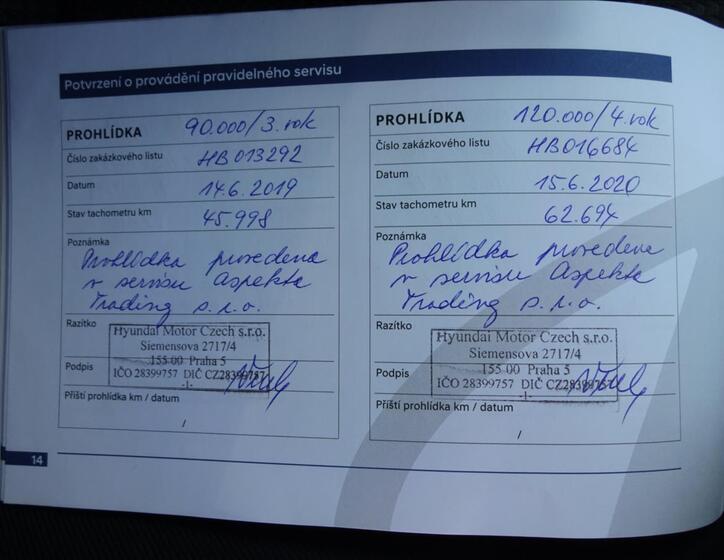 Potvrzení o provádění pravidelného servisu
PROHLÍDKA 90.000/3. rok
Číslo zakázkového listu HB013292
Datum 14.6.2019
Stav tachometru km 45.998
Poznámka
Prohlídka provedena
v servisu Aspekta
Trading s.r.o.
Razítko
Hyundai Motor Czech s.r.o.
Siemensova 2717/4
155 00 Praha 5
IČO 28399757 DIČ CZ28399757
-1-
Podpis
Příští prohlídka km / datum
/
PROHLÍDKA 120.000/4. rok
Číslo zakázkového listu HB016684
Datum 15.6.2020
Stav tachometru km 62.694
Poznámka
Prohlídka provedena
v servisu Aspekta
Trading s.r.o.
Razítko
Hyundai Motor Czech s.r.o.
Siemensova 2717/4
155 00 Praha 5
IČO 28399757 DIČ CZ28399757
-1-
Podpis
Příští prohlídka km / datum
/
14